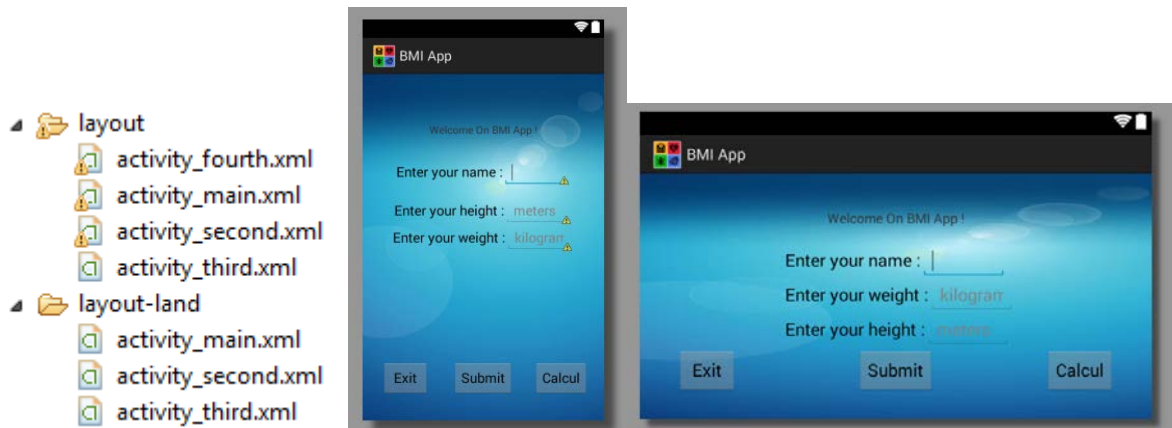 layout
activity_fourth.xml
activity_main.xml
activity_second.xml
activity_third.xml
layout-land
activity_main.xml
activity_second.xml
activity_third.xml
BMI App
Welcome On BMI App !
Enter your name :
Enter your height : meters
Enter your weight : kilogram
Exit Submit Calcul
BMI App
Welcome On BMI App !
Enter your name :
Enter your weight : kilogram
Enter your height : meters
Exit Submit Calcul